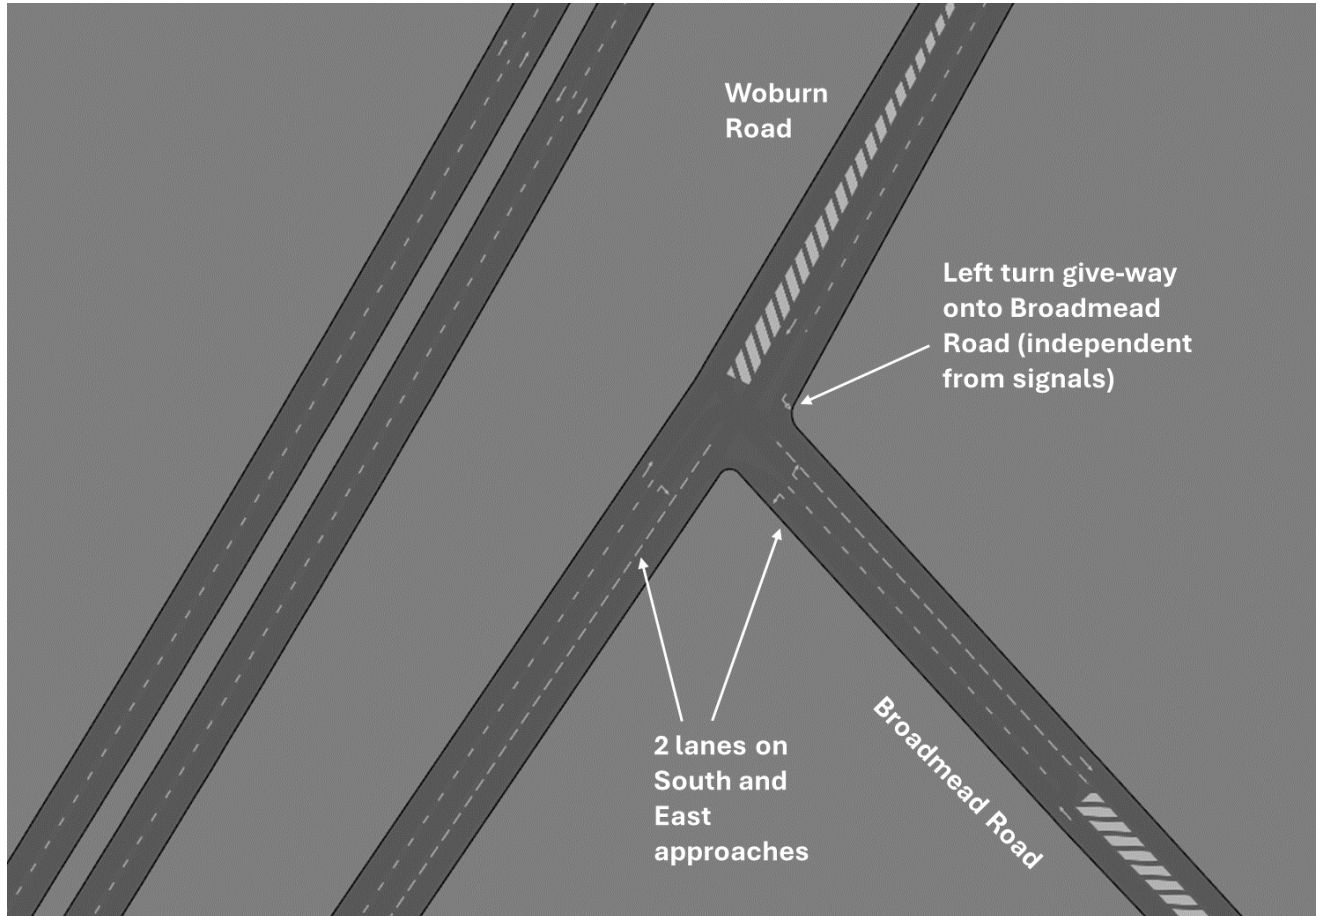 Woburn
Road
Left turn give-way
onto Broadmead
Road (independent
from signals)
2 lanes on
South and
East
approaches
Broadmead Road